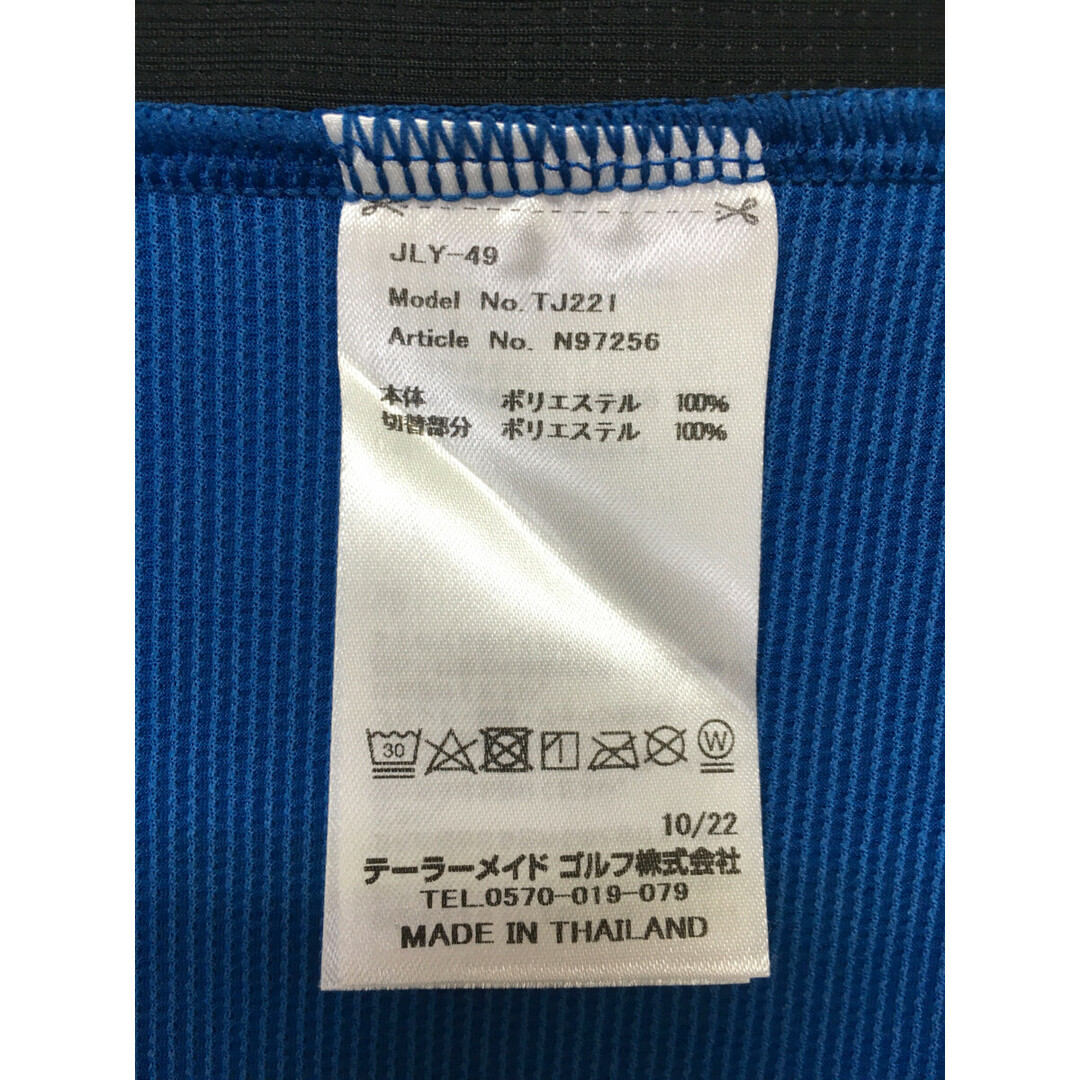 JLY-49
Model No. TJ221
Article No. N97256
本体 ポリエステル 100%
切替部分 ポリエステル 100%
30 W
10/22
テーラーメイド ゴルフ株式会社
TEL.0570-019-079
MADE IN THAILAND